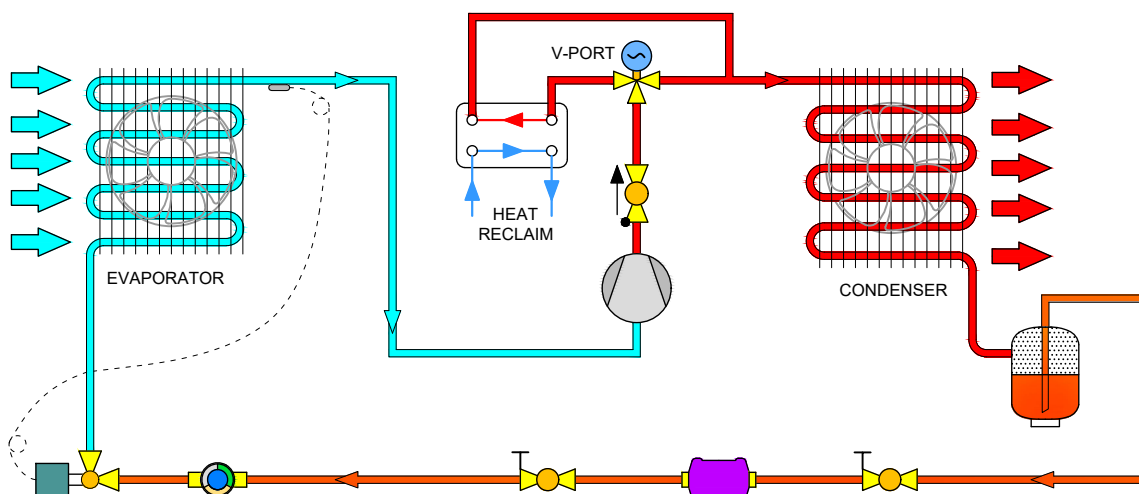 V-PORT
HEAT
RECLAIM
EVAPORATOR
CONDENSER